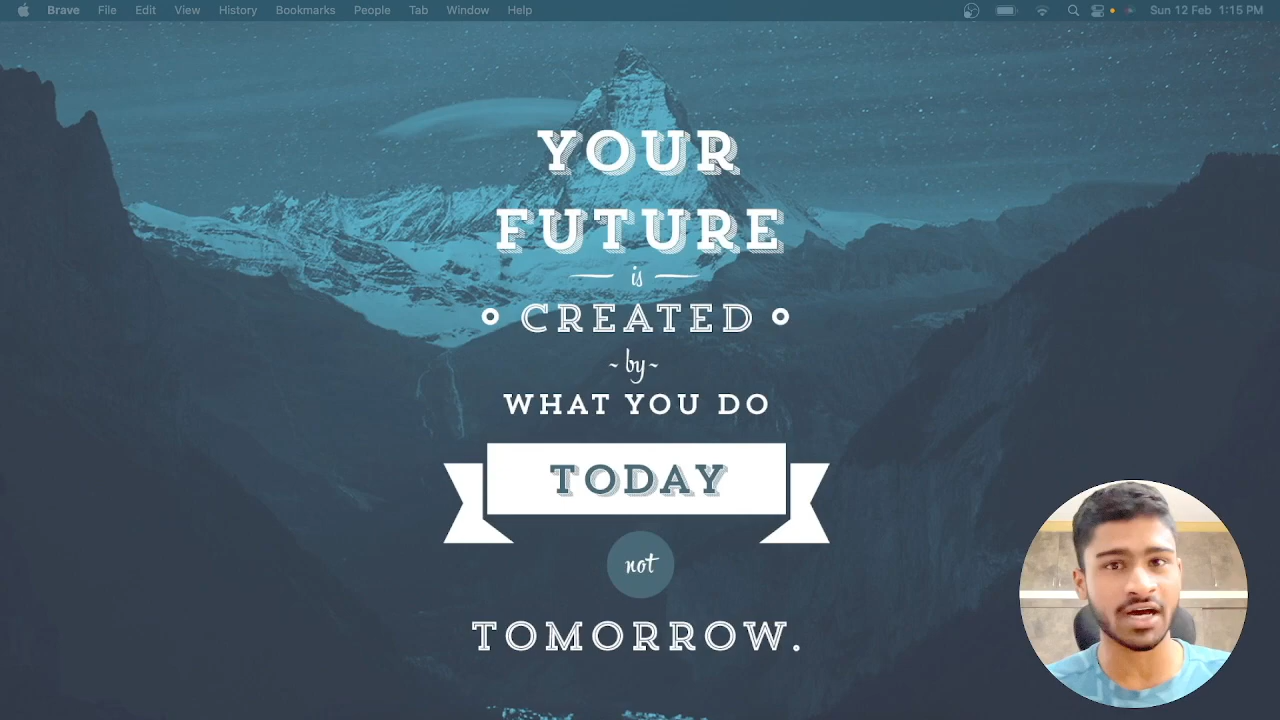 Brave File Edit View History Bookmarks People Tab Window Help Sun 12 Feb 1:15 PM
YOUR
FUTURE
is
CREATED
~ by ~
WHAT YOU DO
TODAY
not
TOMORROW.